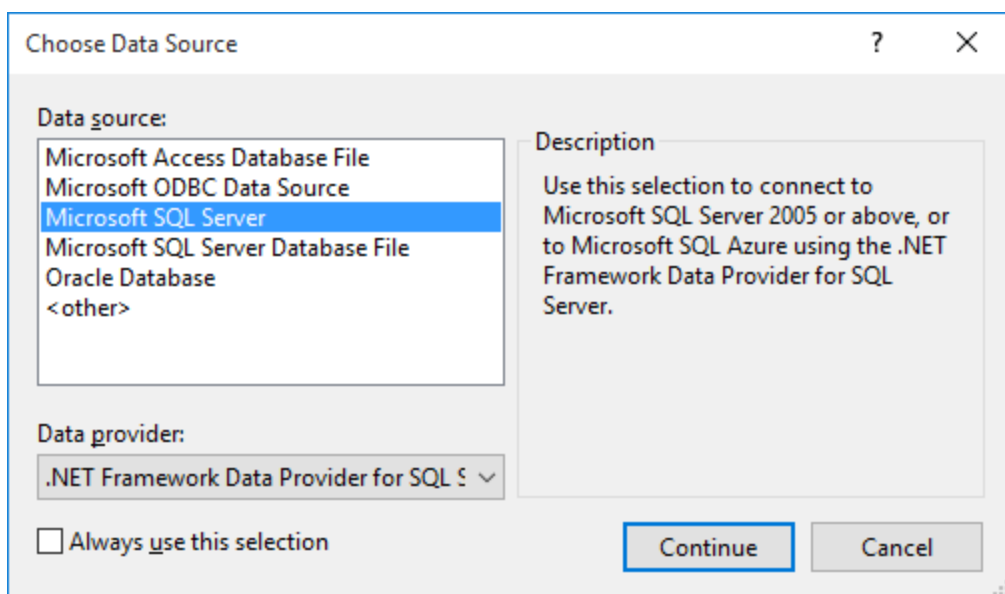 Choose Data Source
?
Data source:
Microsoft Access Database File
Microsoft ODBC Data Source
Microsoft SQL Server
Microsoft SQL Server Database File
Oracle Database
<other>
Description
Use this selection to connect to
Microsoft SQL Server 2005 or above, or
to Microsoft SQL Azure using the .NET
Framework Data Provider for SQL
Server.
Data provider:
.NET Framework Data Provider for SQL S
Always use this selection
Continue
Cancel